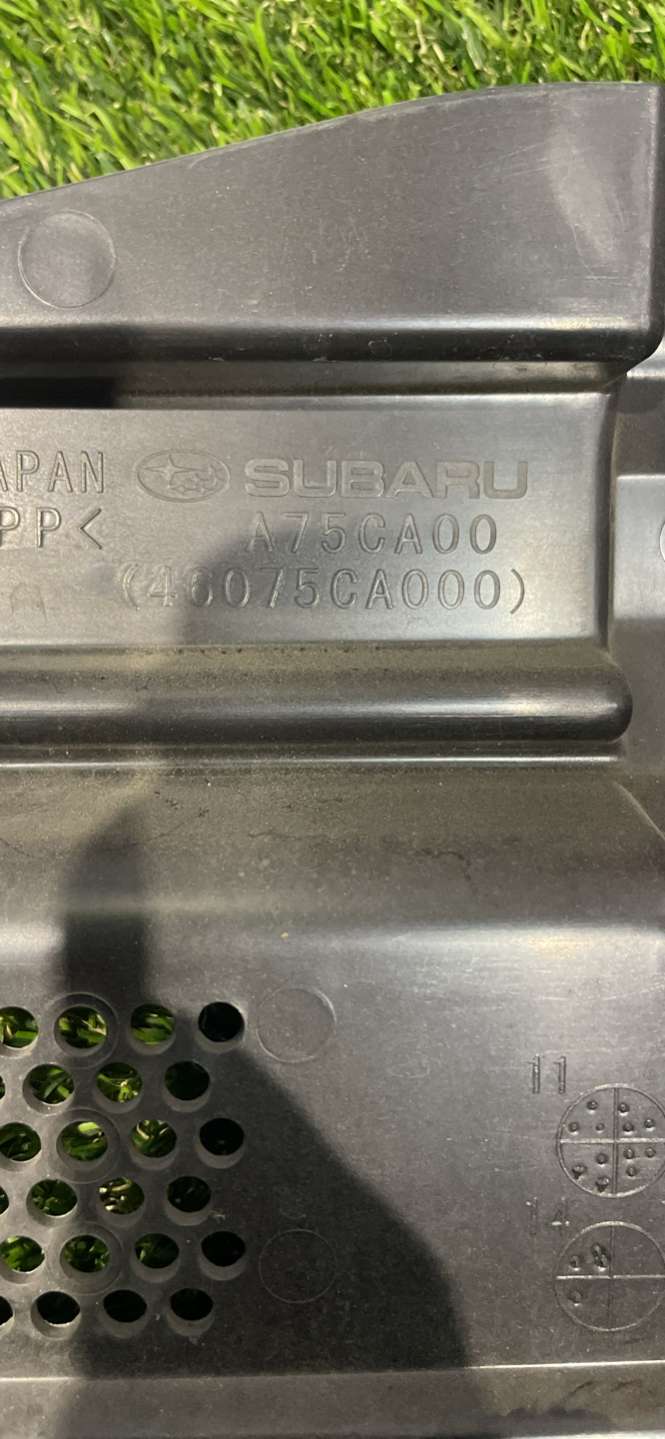 APAN SUBARU
PP< A75CA00
(46075CA000)
11
14